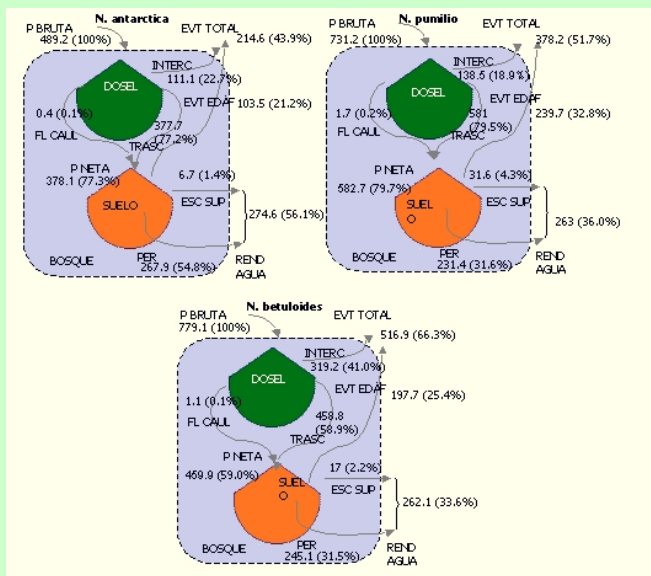 N. antarctica
P BRUTA
489.2 (100%)
EVT TOTAL
214.6 (43.9%)
INTERC
111.1 (22.7%)
DOSEL
EVT EDAF
103.5 (21.2%)
0.4 (0.1%)
FL CAUL
377.7
(77.2%)
TRASC
P NETA
378.1 (77.3%)
6.7 (1.4%)
ESC SUP
SUELO
274.6 (56.1%)
BOSQUE
PER
267.9 (54.8%)
REND
AGUA
N. pumilio
P BRUTA
731.2 (100%)
EVT TOTAL
378.2 (51.7%)
INTERC
138.5 (18.9%)
DOSEL
EVT EDAF
239.7 (32.8%)
1.7 (0.2%)
FL CAUL
581
(79.5%)
TRASC
P NETA
582.7 (79.7%)
31.6 (4.3%)
ESC SUP
SUEL
O
263 (36.0%)
BOSQUE
PER
231.4 (31.6%)
REND
AGUA
N. betuloides
P BRUTA
779.1 (100%)
EVT TOTAL
516.9 (66.3%)
INTERC
319.2 (41.0%)
DOSEL
EVT EDAF
197.7 (25.4%)
1.1 (0.1%)
FL CAUL
458.8
(58.9%)
TRASC
P NETA
459.9 (59.0%)
17 (2.2%)
ESC SUP
SUEL
O
262.1 (33.6%)
BOSQUE
PER
245.1 (31.5%)
REND
AGUA